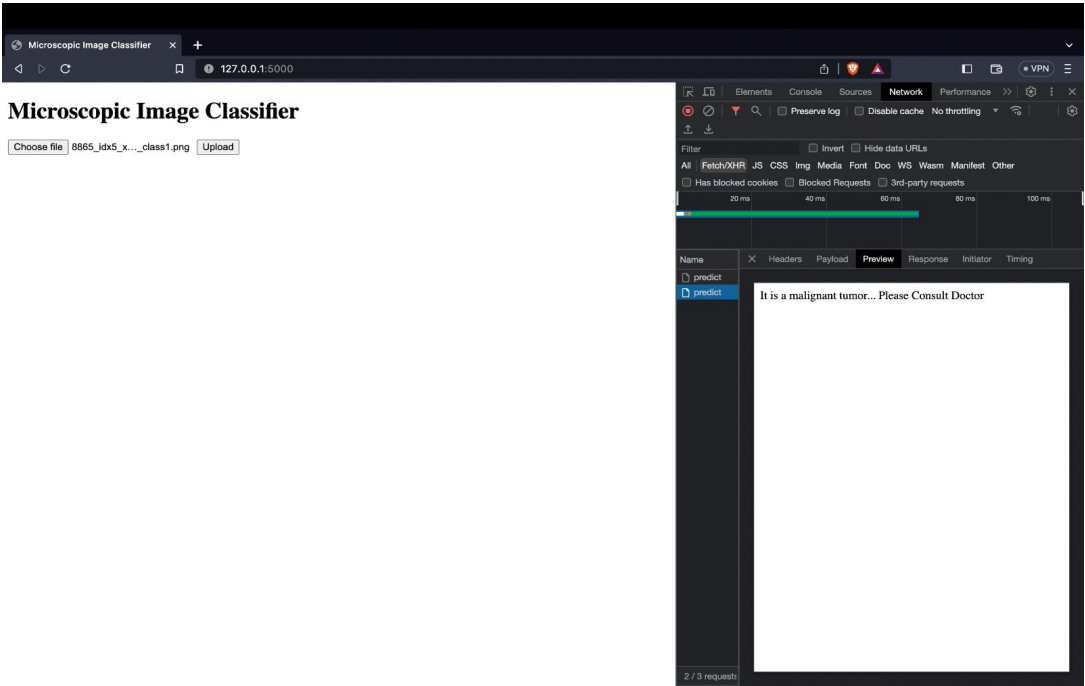 Microscopic Image Classifier
127.0.0.1:5000
VPN
Microscopic Image Classifier
Choose file 8865_idx5_x…_class1.png Upload
Elements Console Sources Network Performance
Preserve log Disable cache No throttling
Filter Invert Hide data URLs
All Fetch/XHR JS CSS Img Media Font Doc WS Wasm Manifest Other
Has blocked cookies Blocked Requests 3rd-party requests
20 ms 40 ms 60 ms 80 ms 100 ms
Name Headers Payload Preview Response Initiator Timing
predict
predict
It is a malignant tumor... Please Consult Doctor
2 / 3 requests